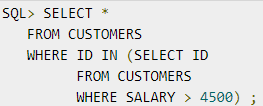 SQL> SELECT *
FROM CUSTOMERS
WHERE ID IN (SELECT ID
FROM CUSTOMERS
WHERE SALARY > 4500) ;